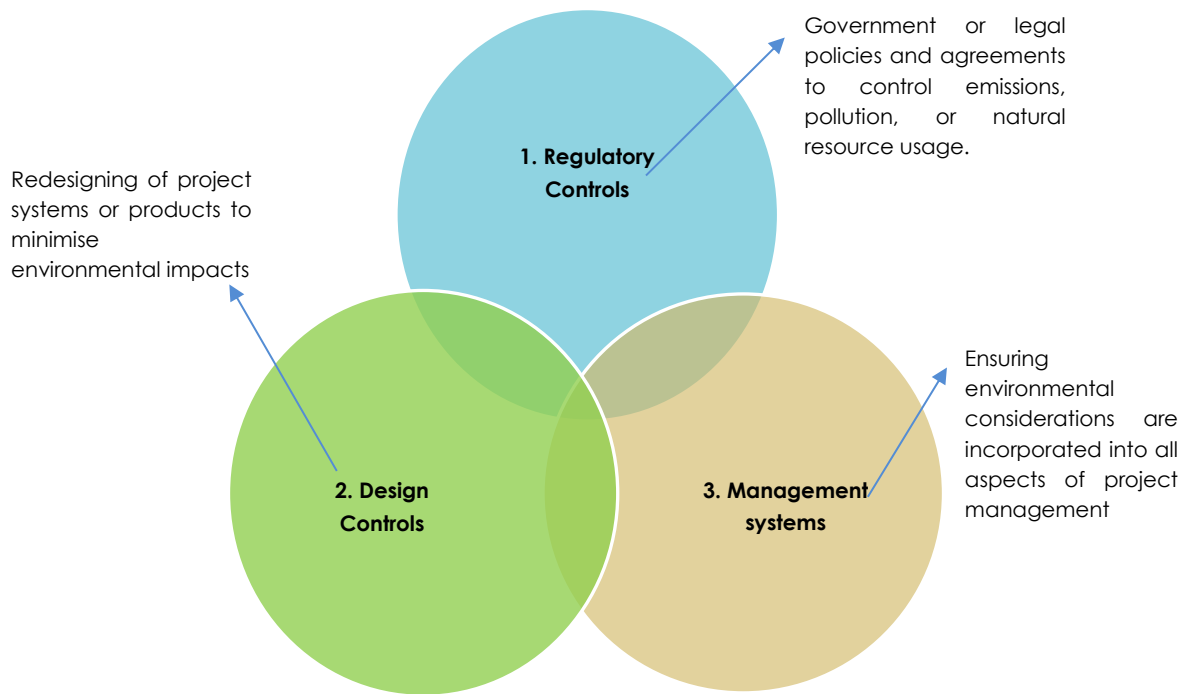 Government or legal
policies and agreements
to control emissions,
pollution, or natural
resource usage.
1. Regulatory
Controls
Redesigning of project
systems or products to
minimise
environmental impacts
Ensuring
environmental
considerations are
incorporated into all
aspects of project
management
2. Design
Controls
3. Management
systems